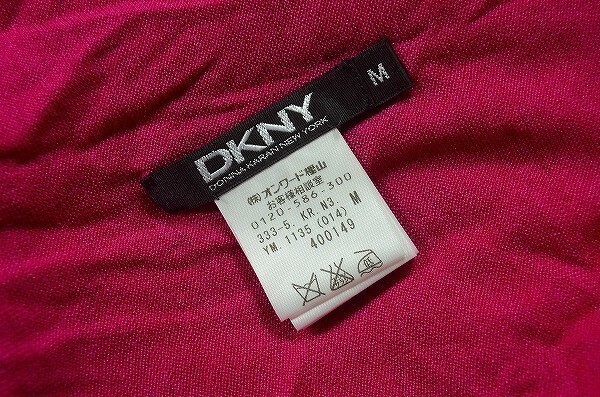 M
DKNY
DONNA KARAN NEW YORK
㈱オンワード樫山
お客様相談室
0120-586-300
333-5. KR.N3. M
YM. 1135 (014)
400149